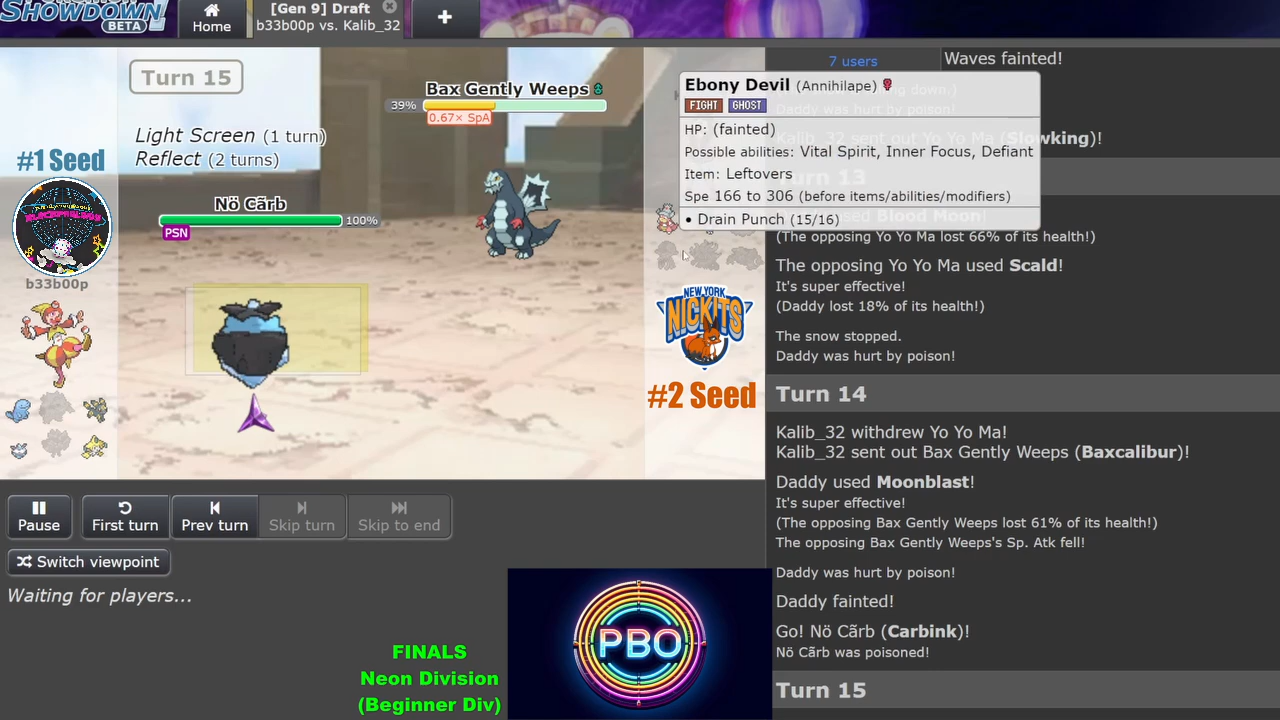 SHOWDOWN
BETA
Home
[Gen 9] Draft
b33b00p vs. Kalib_32
Turn 15
Bax Gently Weeps
39%
0.67× SpA
Light Screen (1 turn)
Reflect (2 turns)
#1 Seed
Nö Cãrb
100%
PSN
b33b00p
NEW YORK
NICKITS
#2 Seed
Ebony Devil (Annihilape)
FIGHT GHOST
HP: (fainted)
Possible abilities: Vital Spirit, Inner Focus, Defiant
Item: Leftovers
Spe 166 to 306 (before items/abilities/modifiers)
• Drain Punch (15/16)
7 users
Waves fainted!
Daddy was hurt by poison!
Kalib_32 sent out Yo Yo Ma (Slowking)!
Turn 13
used Blood Moon!
(The opposing Yo Yo Ma lost 66% of its health!)
The opposing Yo Yo Ma used Scald!
It's super effective!
(Daddy lost 18% of its health!)
The snow stopped.
Daddy was hurt by poison!
Turn 14
Kalib_32 withdrew Yo Yo Ma!
Kalib_32 sent out Bax Gently Weeps (Baxcalibur)!
Daddy used Moonblast!
It's super effective!
(The opposing Bax Gently Weeps lost 61% of its health!)
The opposing Bax Gently Weeps's Sp. Atk fell!
Daddy was hurt by poison!
Daddy fainted!
Go! Nö Cãrb (Carbink)!
Nö Cãrb was poisoned!
Turn 15
Pause
First turn
Prev turn
Skip turn
Skip to end
Switch viewpoint
Waiting for players...
FINALS
Neon Division
(Beginner Div)
PBO